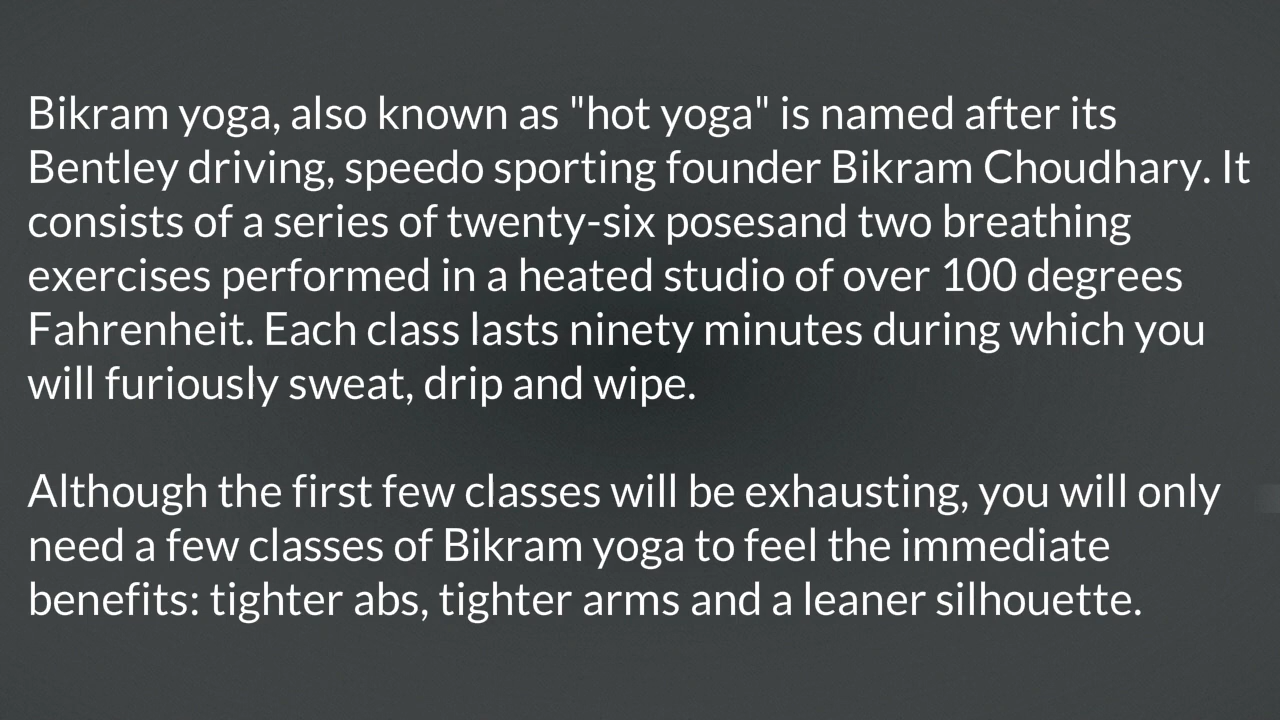 Bikram yoga, also known as "hot yoga" is named after its
Bentley driving, speedo sporting founder Bikram Choudhary. It
consists of a series of twenty-six posesand two breathing
exercises performed in a heated studio of over 100 degrees
Fahrenheit. Each class lasts ninety minutes during which you
will furiously sweat, drip and wipe.
Although the first few classes will be exhausting, you will only
need a few classes of Bikram yoga to feel the immediate
benefits: tighter abs, tighter arms and a leaner silhouette.